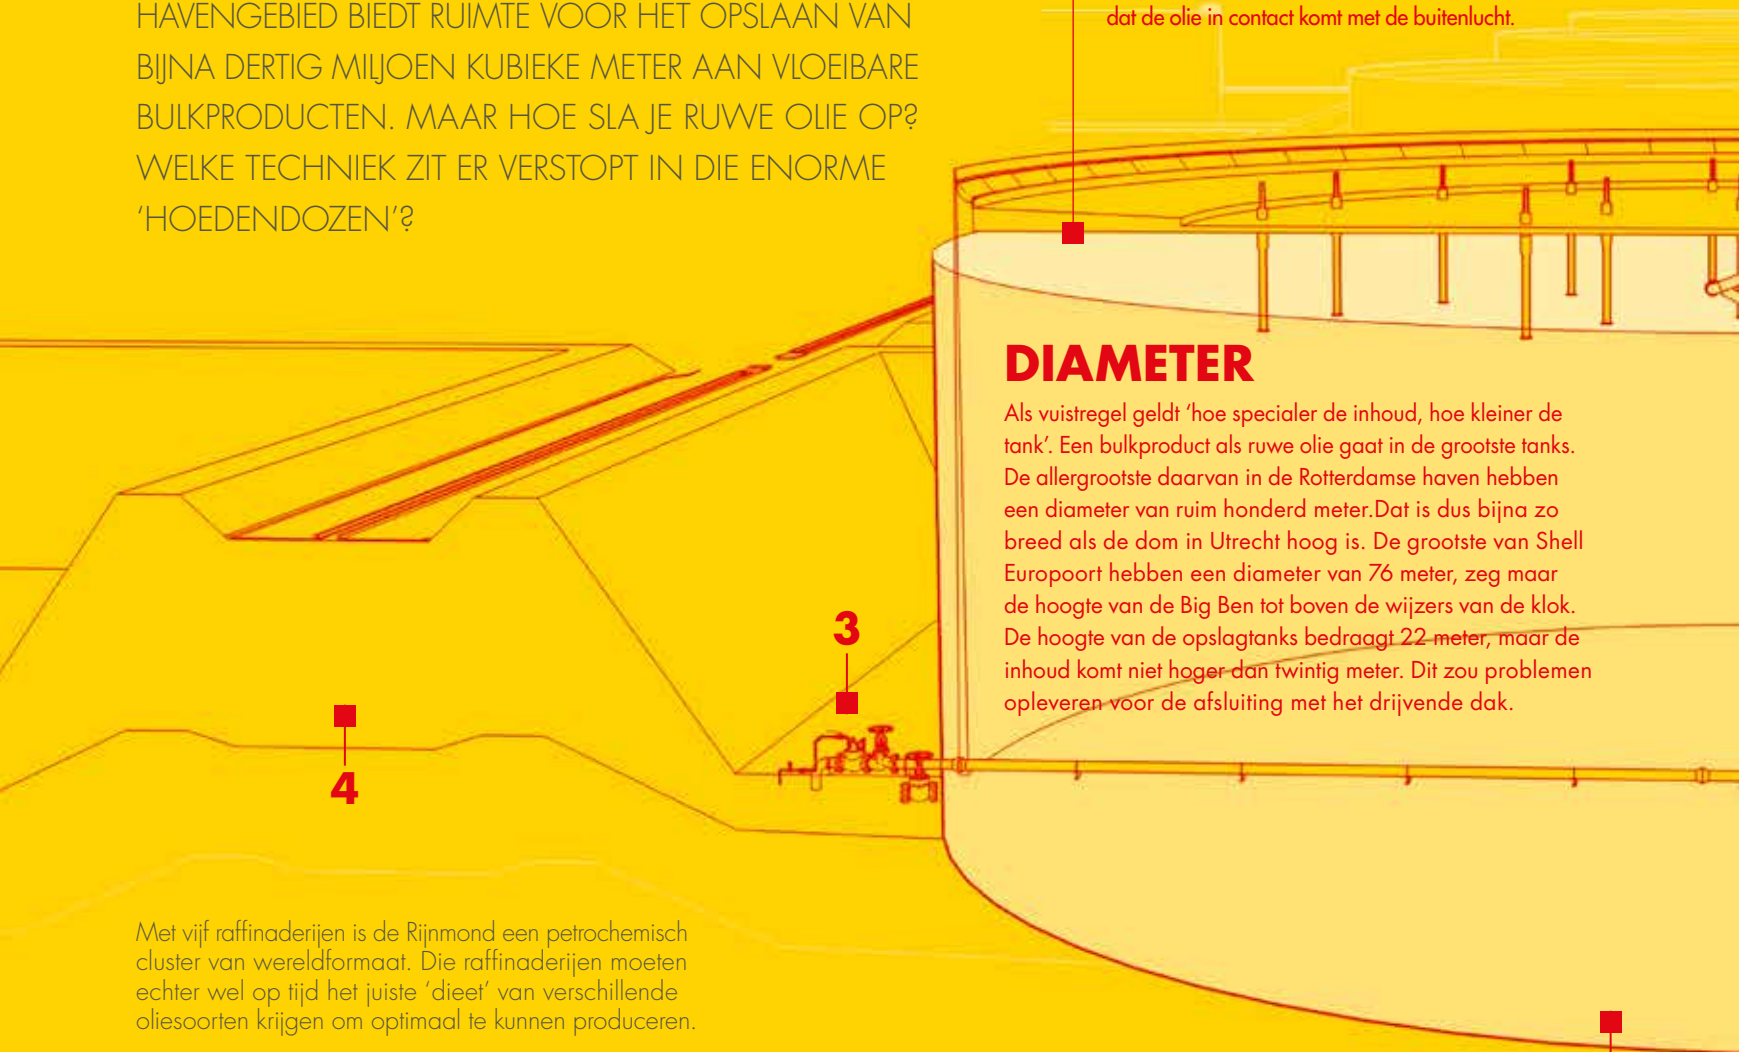 HAVENGEBIED BIEDT RUIMTE VOOR HET OPSLAAN VAN
BIJNA DERTIG MILJOEN KUBIEKE METER AAN VLOEIBARE
BULKPRODUCTEN. MAAR HOE SLA JE RUWE OLIE OP?
WELKE TECHNIEK ZIT ER VERSTOPT IN DIE ENORME
‘HOEDENDOZEN’?
dat de olie in contact komt met de buitenlucht.
DIAMETER
Als vuistregel geldt ‘hoe specialer de inhoud, hoe kleiner de
tank’. Een bulkproduct als ruwe olie gaat in de grootste tanks.
De allergrootste daarvan in de Rotterdamse haven hebben
een diameter van ruim honderd meter.Dat is dus bijna zo
breed als de dom in Utrecht hoog is. De grootste van Shell
Europoort hebben een diameter van 76 meter, zeg maar
de hoogte van de Big Ben tot boven de wijzers van de klok.
De hoogte van de opslagtanks bedraagt 22 meter, maar de
inhoud komt niet hoger dan twintig meter. Dit zou problemen
opleveren voor de afsluiting met het drijvende dak.
3
4
Met vijf raffinaderijen is de Rijnmond een petrochemisch
cluster van wereldformaat. Die raffinaderijen moeten
echter wel op tijd het juiste ‘dieet’ van verschillende
oliesoorten krijgen om optimaal te kunnen produceren.